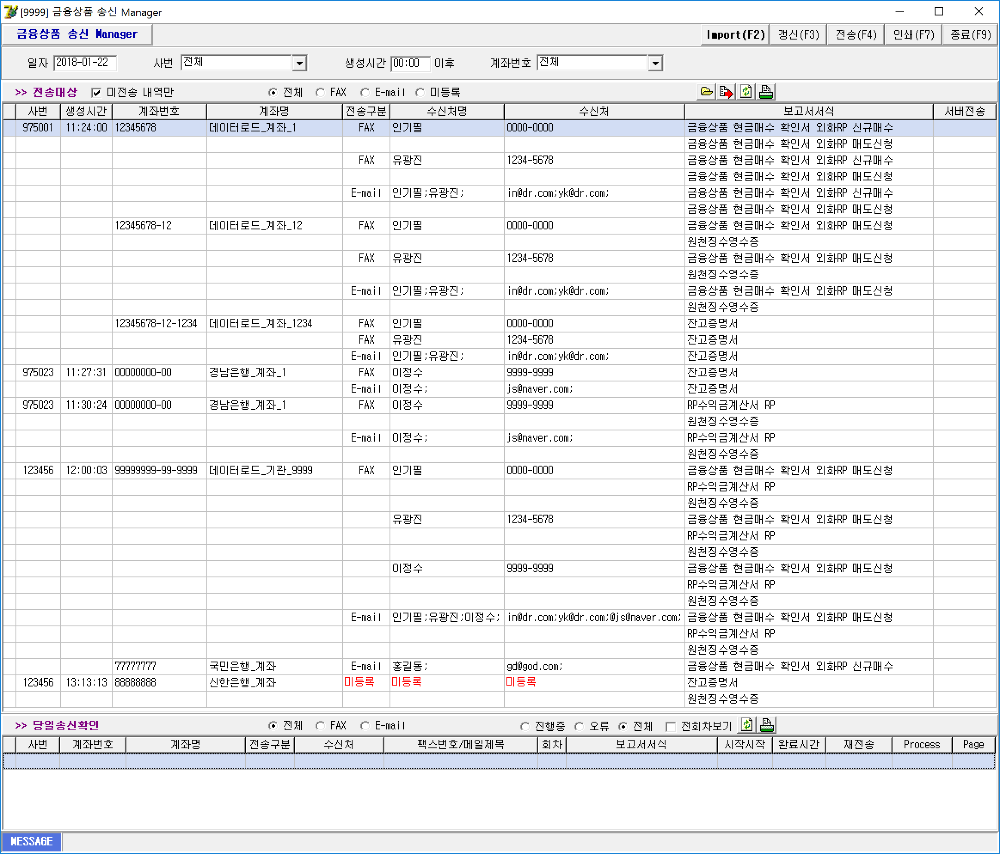 [9999] 금융상품 송신 Manager
금융상품 송신 Manager Import(F2) 갱신(F3) 전송(F4) 인쇄(F7) 종료(F9)
일자 2018-01-22 사번 전체 생성시간 00:00 이후 계좌번호 전체
>> 전송대상 미전송 내역만 전체 FAX E-mail 미등록
사번 생성시간 계좌번호 계좌명 전송구분 수신처명 수신처 보고서서식 서버전송
975001 11:24:00 12345678 데이터로드_계좌_1 FAX 인기필 0000-0000 금융상품 현금매수 확인서 외화RP 신규매수
금융상품 현금매수 확인서 외화RP 매도신청
FAX 유광진 1234-5678 금융상품 현금매수 확인서 외화RP 신규매수
금융상품 현금매수 확인서 외화RP 매도신청
E-mail 인기필;유광진; in@dr.com;yk@dr.com; 금융상품 현금매수 확인서 외화RP 신규매수
금융상품 현금매수 확인서 외화RP 매도신청
12345678-12 데이터로드_계좌_12 FAX 인기필 0000-0000 금융상품 현금매수 확인서 외화RP 매도신청
원천징수영수증
FAX 유광진 1234-5678 금융상품 현금매수 확인서 외화RP 매도신청
원천징수영수증
E-mail 인기필;유광진; in@dr.com;yk@dr.com; 금융상품 현금매수 확인서 외화RP 매도신청
원천징수영수증
12345678-12-1234 데이터로드_계좌_1234 FAX 인기필 0000-0000 잔고증명서
FAX 유광진 1234-5678 잔고증명서
E-mail 인기필;유광진; in@dr.com;yk@dr.com; 잔고증명서
975023 11:27:31 00000000-00 경남은행_계좌_1 FAX 이정수 9999-9999 잔고증명서
E-mail 이정수; js@naver.com; 잔고증명서
975023 11:30:24 00000000-00 경남은행_계좌_1 FAX 이정수 9999-9999 RP수익금계산서 RP
원천징수영수증
E-mail 이정수; js@naver.com; RP수익금계산서 RP
원천징수영수증
123456 12:00:03 99999999-99-9999 데이터로드_기관_9999 FAX 인기필 0000-0000 금융상품 현금매수 확인서 외화RP 매도신청
RP수익금계산서 RP
원천징수영수증
유광진 1234-5678 금융상품 현금매수 확인서 외화RP 매도신청
RP수익금계산서 RP
원천징수영수증
이정수 9999-9999 금융상품 현금매수 확인서 외화RP 매도신청
RP수익금계산서 RP
원천징수영수증
E-mail 인기필;유광진;이정수; in@dr.com;yk@dr.com;@js@naver.com; 금융상품 현금매수 확인서 외화RP 매도신청
RP수익금계산서 RP
원천징수영수증
77777777 국민은행_계좌 E-mail 홍길동; gd@god.com; 금융상품 현금매수 확인서 외화RP 신규매수
123456 13:13:13 88888888 신한은행_계좌 미등록 미등록 미등록 잔고증명서
원천징수영수증
>> 당일송신확인 전체 FAX E-mail 진행중 오류 전체 전회차보기
사번 계좌번호 계좌명 전송구분 수신처 팩스번호/메일제목 회차 보고서서식 시작시작 완료시간 재전송 Process Page
MESSAGE